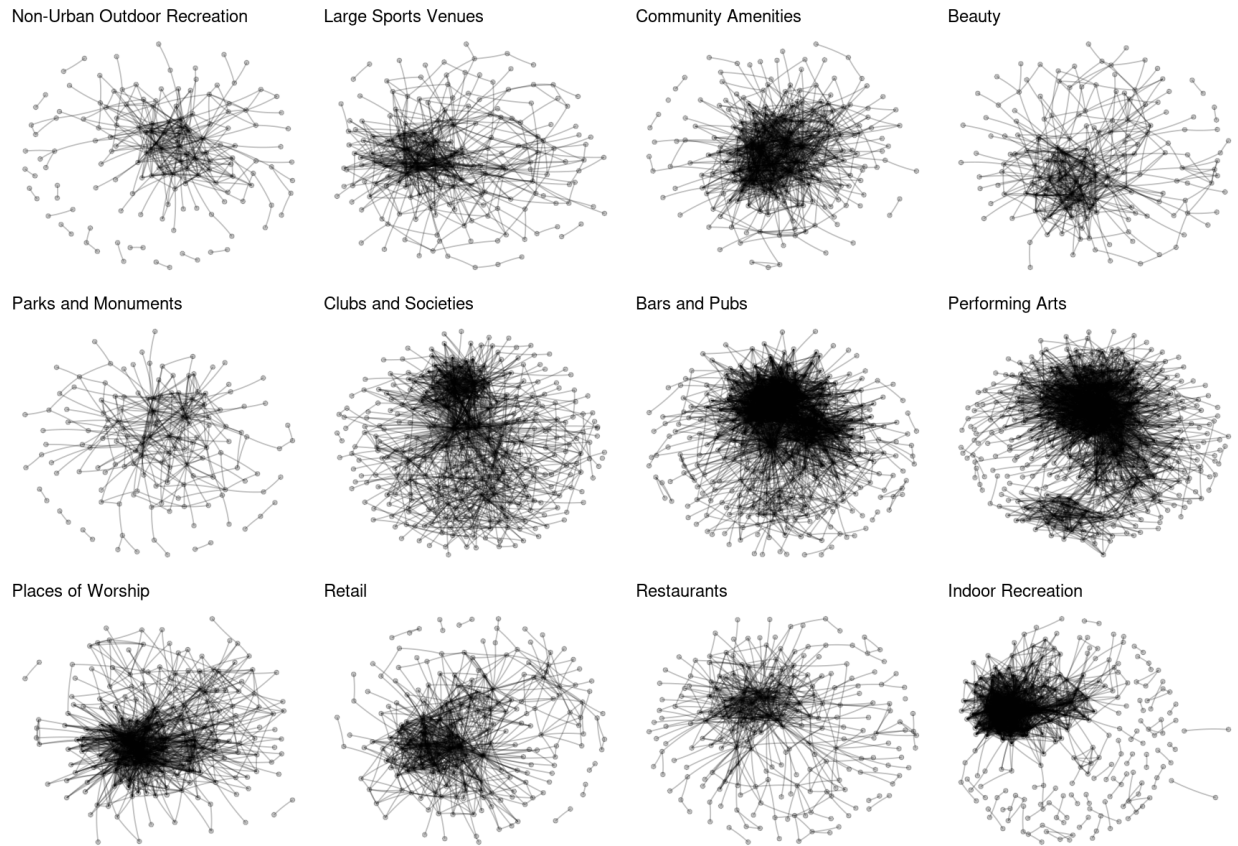 Non-Urban Outdoor Recreation
Large Sports Venues
Community Amenities
Beauty
Parks and Monuments
Clubs and Societies
Bars and Pubs
Performing Arts
Places of Worship
Retail
Restaurants
Indoor Recreation